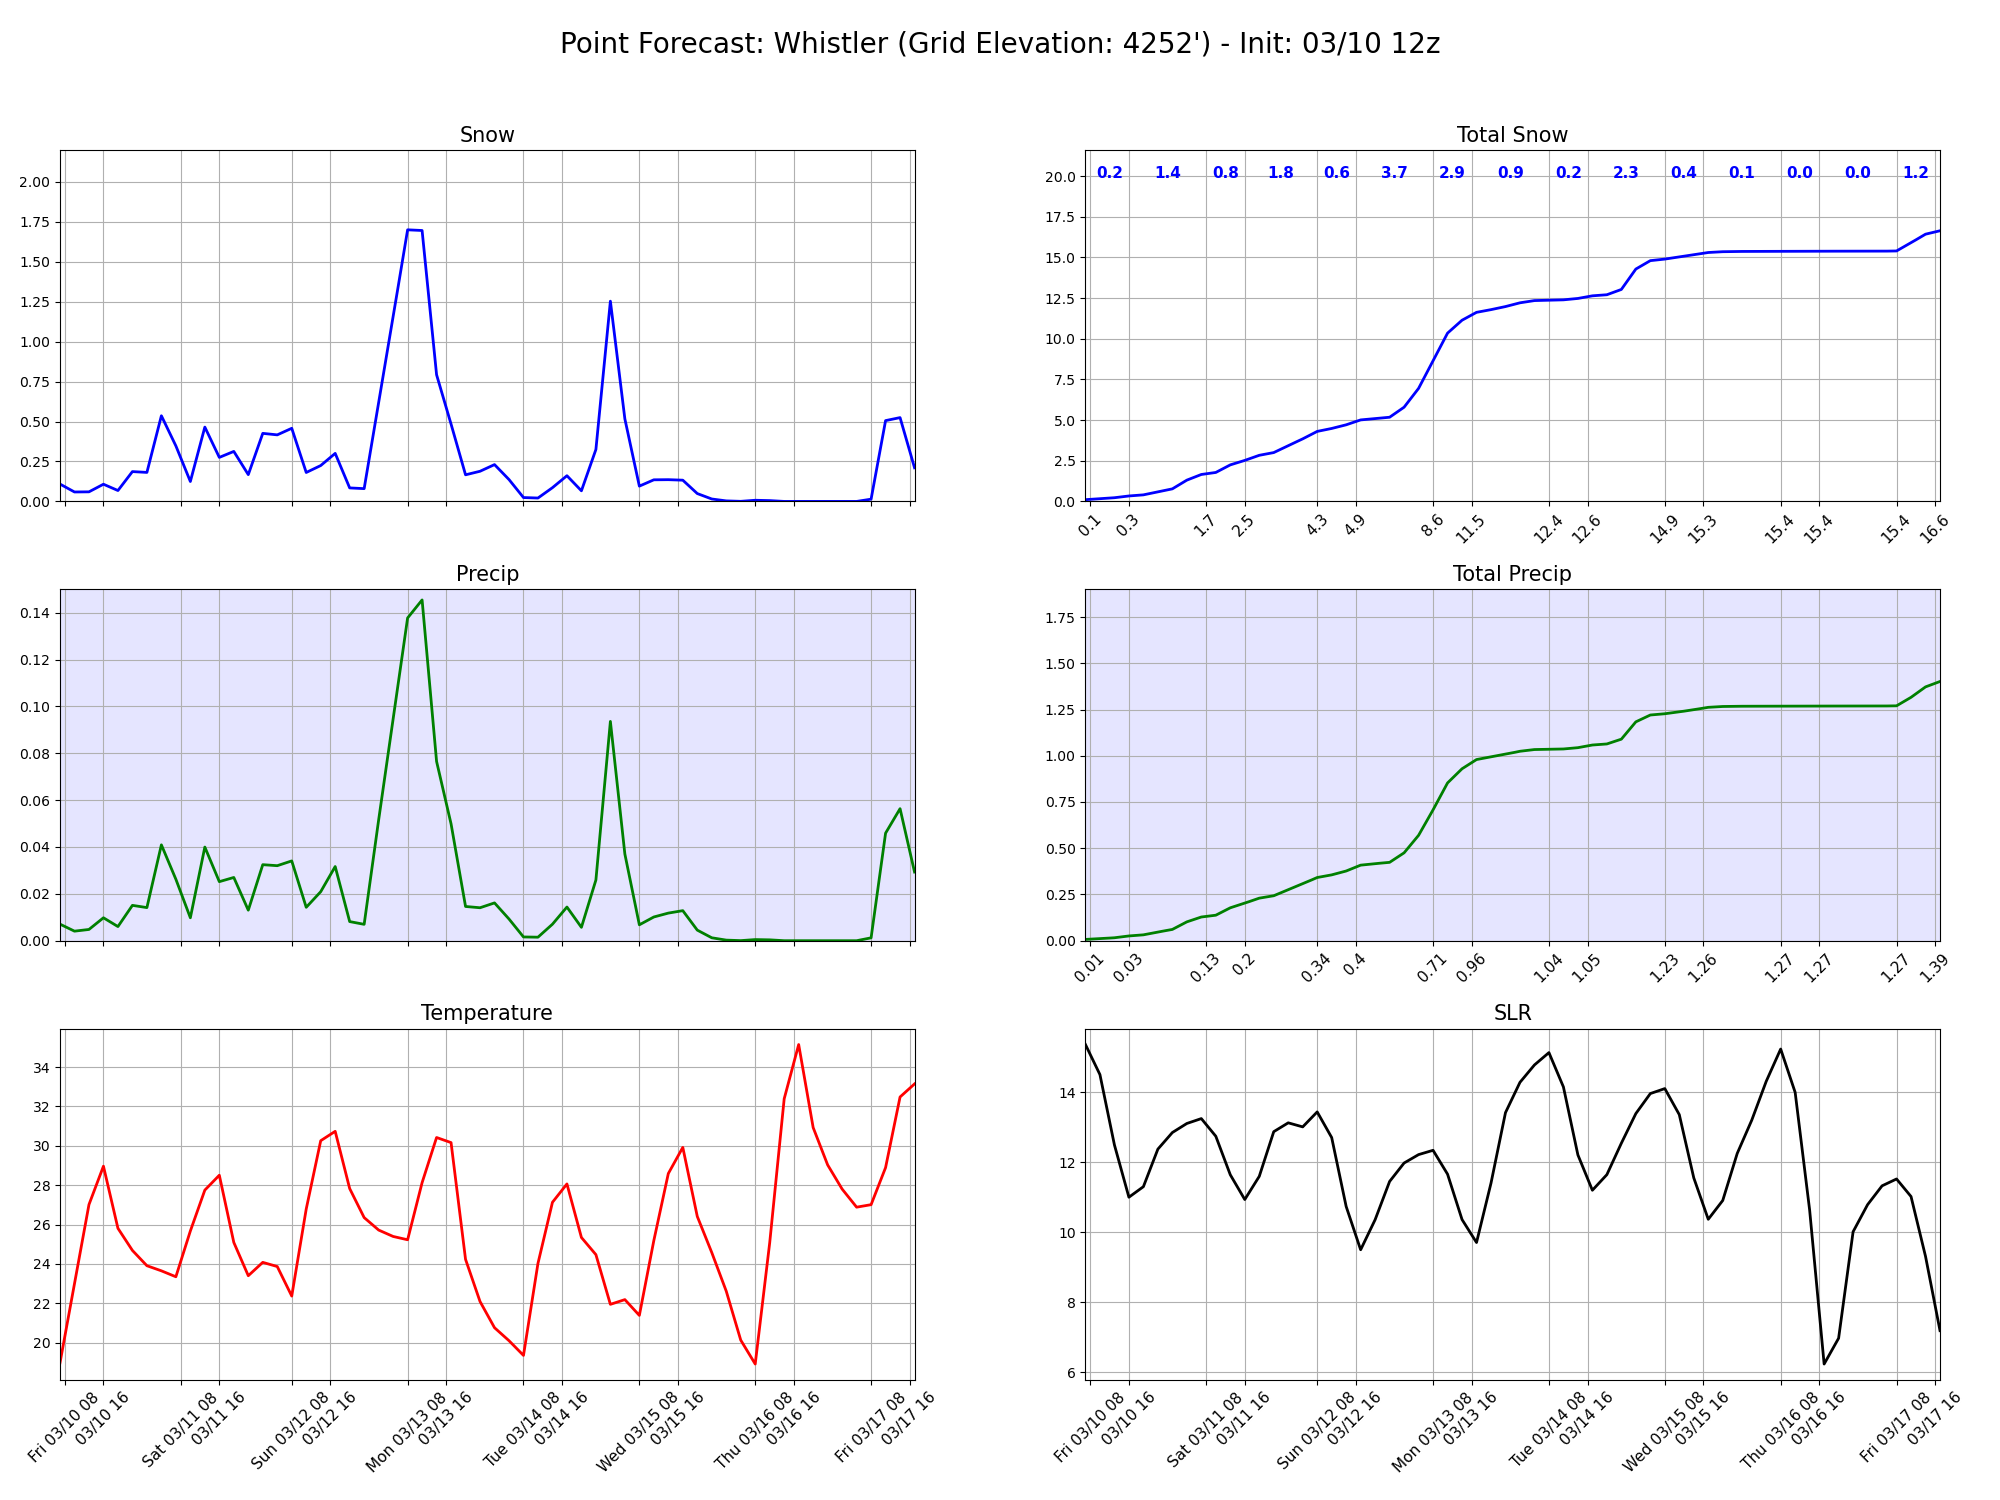 Point Forecast: Whistler (Grid Elevation: 4252') - Init: 03/10 12z
Snow
2.00
1.75
1.50
1.25
1.00
0.75
0.50
0.25
0.00
Total Snow
0.2 1.4 0.8 1.8 0.6 3.7 2.9 0.9 0.2 2.3 0.4 0.1 0.0 0.0 1.2
20.0
17.5
15.0
12.5
10.0
7.5
5.0
2.5
0.0
0.1 0.3 1.7 2.5 4.3 4.9 8.6 11.5 12.4 12.6 14.9 15.3 15.4 15.4 15.4 16.6
Precip
0.14
0.12
0.10
0.08
0.06
0.04
0.02
0.00
Total Precip
1.75
1.50
1.25
1.00
0.75
0.50
0.25
0.00
0.01 0.03 0.13 0.2 0.34 0.4 0.71 0.96 1.04 1.05 1.23 1.26 1.27 1.27 1.27 1.39
Temperature
34
32
30
28
26
24
22
20
Fri 03/10 08
03/10 16
Sat 03/11 08
03/11 16
Sun 03/12 08
03/12 16
Mon 03/13 08
03/13 16
Tue 03/14 08
03/14 16
Wed 03/15 08
03/15 16
Thu 03/16 08
03/16 16
Fri 03/17 08
03/17 16
SLR
14
12
10
8
6
Fri 03/10 08
03/10 16
Sat 03/11 08
03/11 16
Sun 03/12 08
03/12 16
Mon 03/13 08
03/13 16
Tue 03/14 08
03/14 16
Wed 03/15 08
03/15 16
Thu 03/16 08
03/16 16
Fri 03/17 08
03/17 16